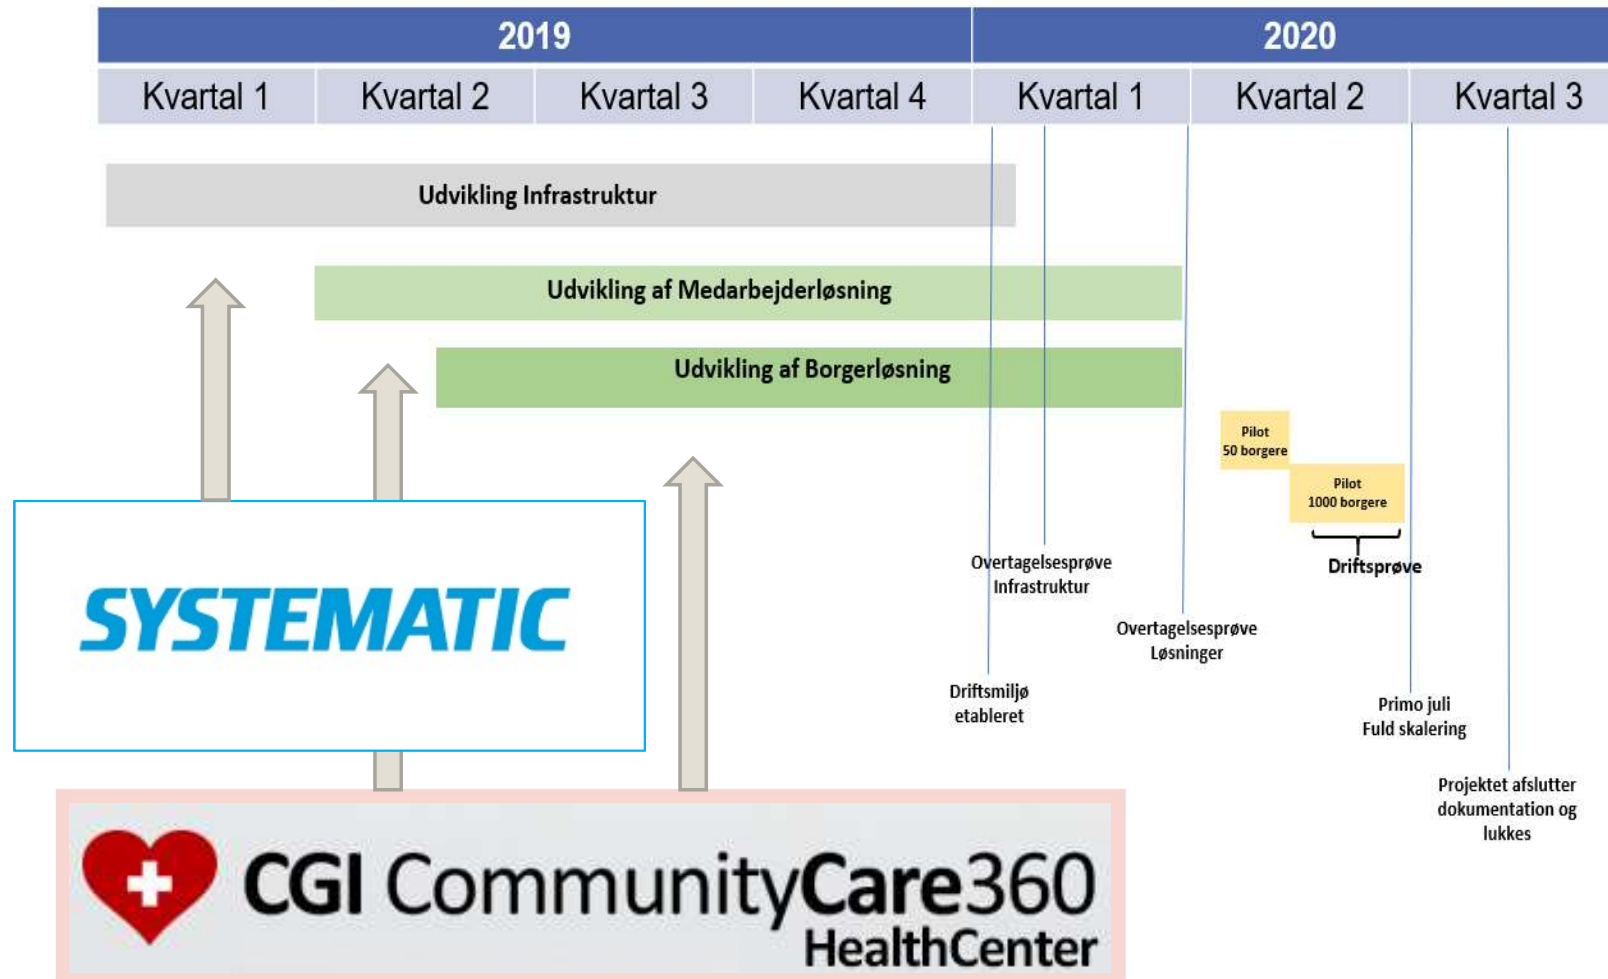 2019
2020
Kvartal 1
Kvartal 2
Kvartal 3
Kvartal 4
Kvartal 1
Kvartal 2
Kvartal 3
Udvikling Infrastruktur
Udvikling af Medarbejderløsning
Udvikling af Borgerløsning
Pilot
50 borgere
Pilot
1000 borgere
Driftsprøve
Overtagelsesprøve
Infrastruktur
Overtagelsesprøve
Løsninger
Driftsmiljø
etableret
Primo juli
Fuld skalering
Projektet afslutter
dokumentation og
lukkes
SYSTEMATIC
CGI CommunityCare360
HealthCenter